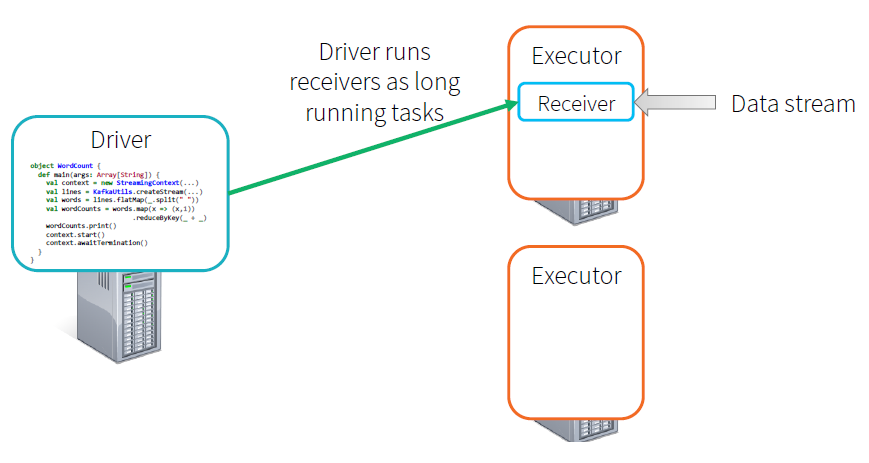 Driver runs
receivers as long
running tasks
Executor
Receiver
Data stream
Driver
object WordCount {
def main(args: Array[String]) {
val context = new StreamingContext(...)
val lines = KafkaUtils.createStream(...)
val words = lines.flatMap(_.split(" "))
val wordCounts = words.map(x => (x,1))
.reduceByKey(_ + _)
wordCounts.print()
context.start()
context.awaitTermination()
}
}
Executor